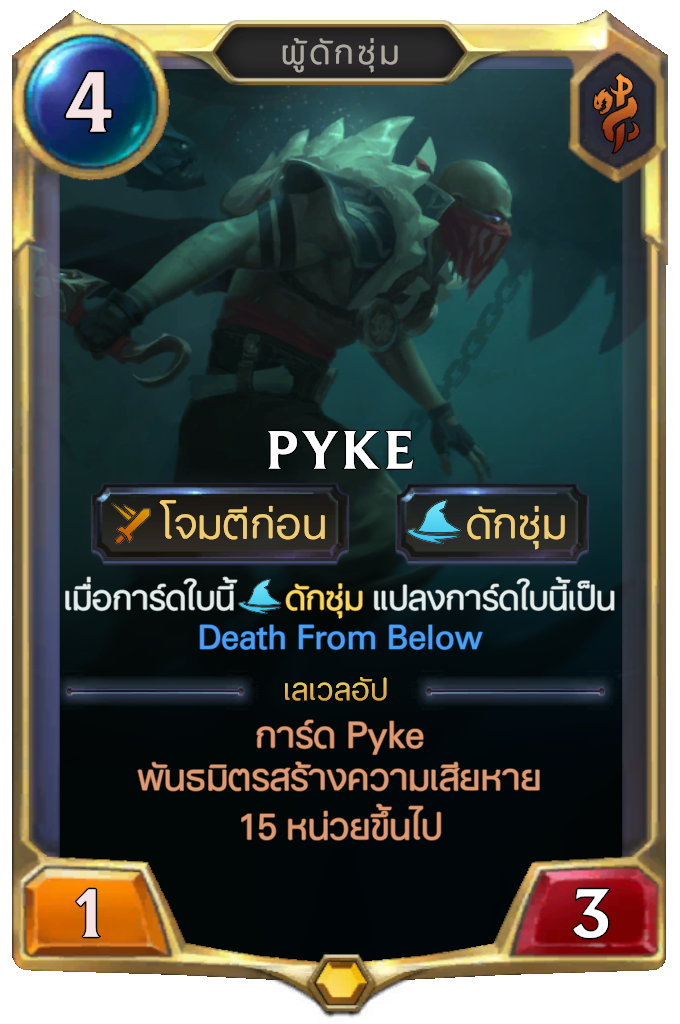 ผู้ดักซุ่ม
4
PYKE
โจมตีก่อน ดักซุ่ม
เมื่อการ์ดใบนี้ ดักซุ่ม แปลงการ์ดใบนี้เป็น
Death From Below
เลเวลอัป
การ์ด Pyke
พันธมิตรสร้างความเสียหาย
15 หน่วยขึ้นไป
1 3